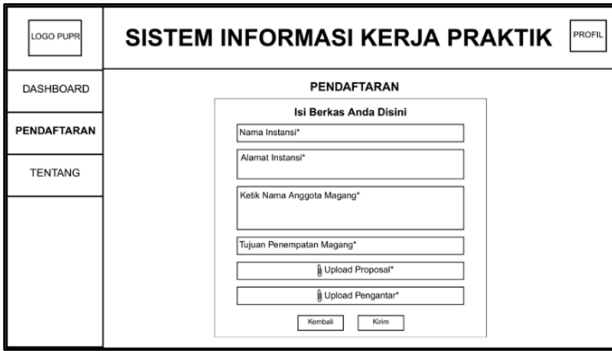 LOGO PUPR
SISTEM INFORMASI KERJA PRAKTIK
PROFIL
DASHBOARD
PENDAFTARAN
TENTANG
PENDAFTARAN
Isi Berkas Anda Disini
Nama Instansi*
Alamat Instansi*
Ketik Nama Anggota Magang*
Tujuan Penempatan Magang*
Upload Proposal*
Upload Pengantar*
Kembali
Kirim